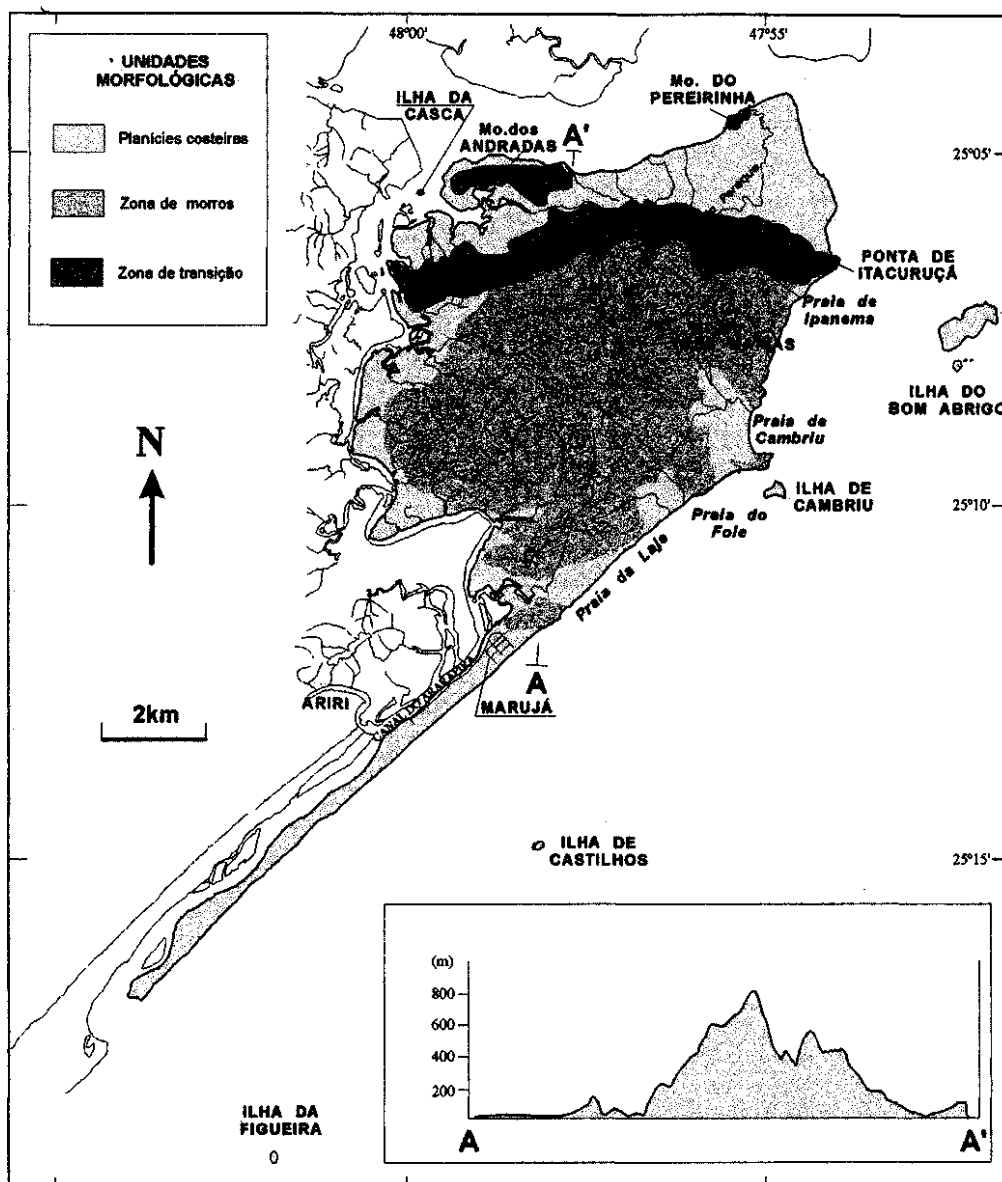 48°00'
47°55'
UNIDADES
MORFOLÓGICAS
Planícies costeiras
Zona de morros
Zona de transição
ILHA DA
CASCA
Mo. DO
PEREIRINHA
Mo.dos
ANDRADAS
A'
25°05'
PONTA DE
ITACURUÇÁ
Praia de
Ipanema
ILHA DO
BOM ABRIGO
Praia de
Cambriu
N
ILHA DE
CAMBRIU
25°10'
Praia do
Fole
Praia da Laje
ARIRI
CANAL DO ARARAPIRA
A
MARUJÁ
2km
ILHA DE
CASTILHOS
25°15'
(m)
800
600
400
200
A
A'
ILHA DA
FIGUEIRA